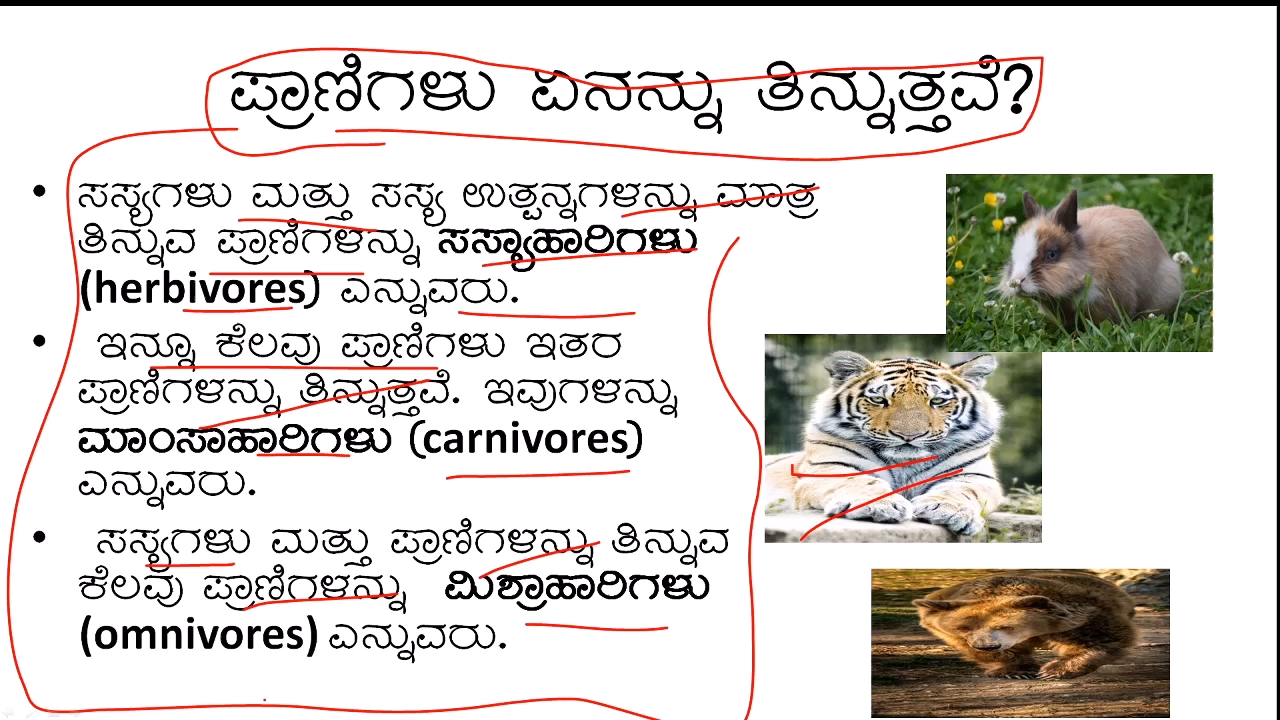 ಪ್ರಾಣಿಗಳು ಏನನ್ನು ತಿನ್ನುತ್ತವೆ?
• ಸಸ್ಯಗಳು ಮತ್ತು ಸಸ್ಯ ಉತ್ಪನ್ನಗಳನ್ನು ಮಾತ್ರ
ತಿನ್ನುವ ಪ್ರಾಣಿಗಳನ್ನು ಸಸ್ಯಾಹಾರಿಗಳು
(herbivores) ಎನ್ನುವರು.
• ಇನ್ನೂ ಕೆಲವು ಪ್ರಾಣಿಗಳು ಇತರ
ಪ್ರಾಣಿಗಳನ್ನು ತಿನ್ನುತ್ತವೆ. ಇವುಗಳನ್ನು
ಮಾಂಸಾಹಾರಿಗಳು (carnivores)
ಎನ್ನುವರು.
• ಸಸ್ಯಗಳು ಮತ್ತು ಪ್ರಾಣಿಗಳನ್ನು ತಿನ್ನುವ
ಕೆಲವು ಪ್ರಾಣಿಗಳನ್ನು ಮಿಶ್ರಾಹಾರಿಗಳು
(omnivores) ಎನ್ನುವರು.